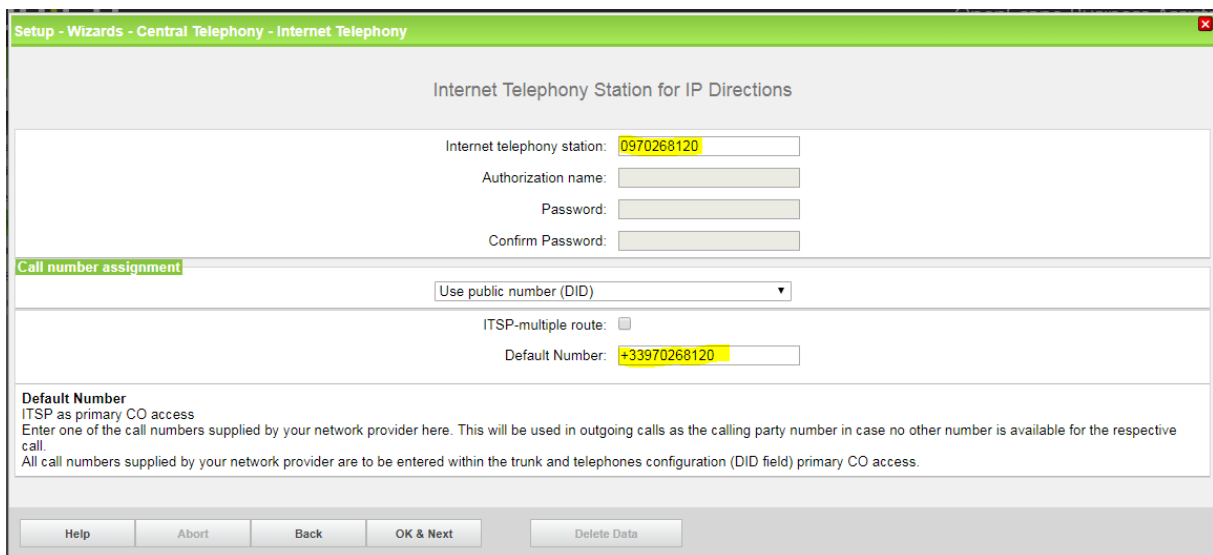 Setup - Wizards - Central Telephony - Internet Telephony
Internet Telephony Station for IP Directions
Internet telephony station: 0970268120
Authorization name:
Password:
Confirm Password:
Call number assignment
Use public number (DID)
ITSP-multiple route:
Default Number: +33970268120
Default Number
ITSP as primary CO access
Enter one of the call numbers supplied by your network provider here. This will be used in outgoing calls as the calling party number in case no other number is available for the respective
call.
All call numbers supplied by your network provider are to be entered within the trunk and telephones configuration (DID field) primary CO access.
Help Abort Back OK & Next Delete Data